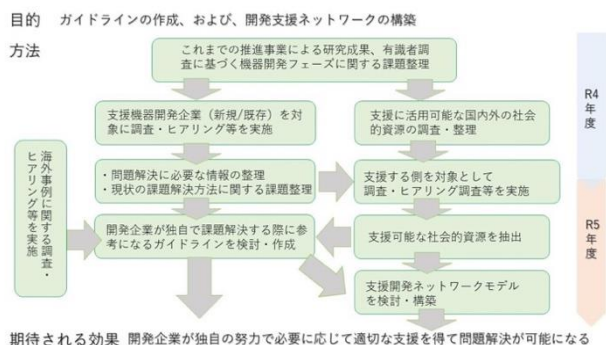 目的 ガイドラインの作成、および、開発支援ネットワークの構築
方法
これまでの推進事業による研究成果、有識者調
査に基づく機器開発フェーズに関する課題整理
支援機器開発企業（新規/既存）を対
象に調査・ヒアリング等を実施
支援に活用可能な国内外の社会
的資源の調査・整理
・問題解決に必要な情報の整理
・現状の課題解決方法に関する課題整理
支援する側を対象として
調査・ヒアリング調査等を実施
海外事例に関する調査・
ヒアリング等を実施
開発企業が独自で課題解決する際に参
考になるガイドラインを検討・作成
支援可能な社会的資源を抽出
支援開発ネットワークモデル
を検討・構築
R4
年
度
R5
年
度
期待される効果 開発企業が独自の努力で必要に応じて適切な支援を得て問題解決が可能になる